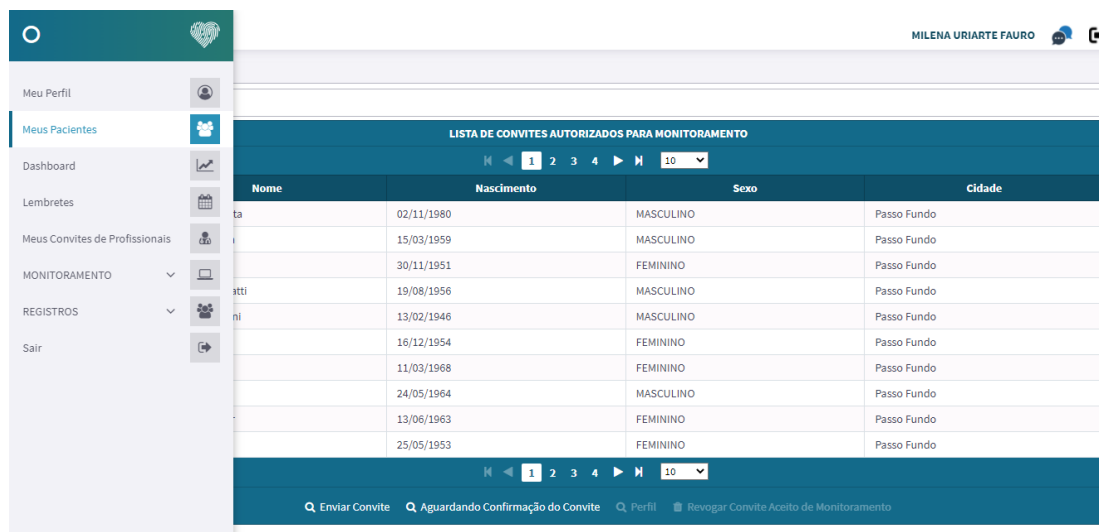 MILENA URIARTE FAURO
Meu Perfil
Meus Pacientes
Dashboard
Lembretes
Meus Convites de Profissionais
MONITORAMENTO
REGISTROS
Sair
LISTA DE CONVITES AUTORIZADOS PARA MONITORAMENTO
1 2 3 4 10
Nome Nascimento Sexo Cidade
ta 02/11/1980 MASCULINO Passo Fundo
15/03/1959 MASCULINO Passo Fundo
30/11/1951 FEMININO Passo Fundo
atti 19/08/1956 MASCULINO Passo Fundo
ni 13/02/1946 MASCULINO Passo Fundo
16/12/1954 FEMININO Passo Fundo
11/03/1968 FEMININO Passo Fundo
24/05/1964 MASCULINO Passo Fundo
13/06/1963 FEMININO Passo Fundo
25/05/1953 FEMININO Passo Fundo
1 2 3 4 10
Enviar Convite Aguardando Confirmação do Convite Perfil Revogar Convite Aceito de Monitoramento